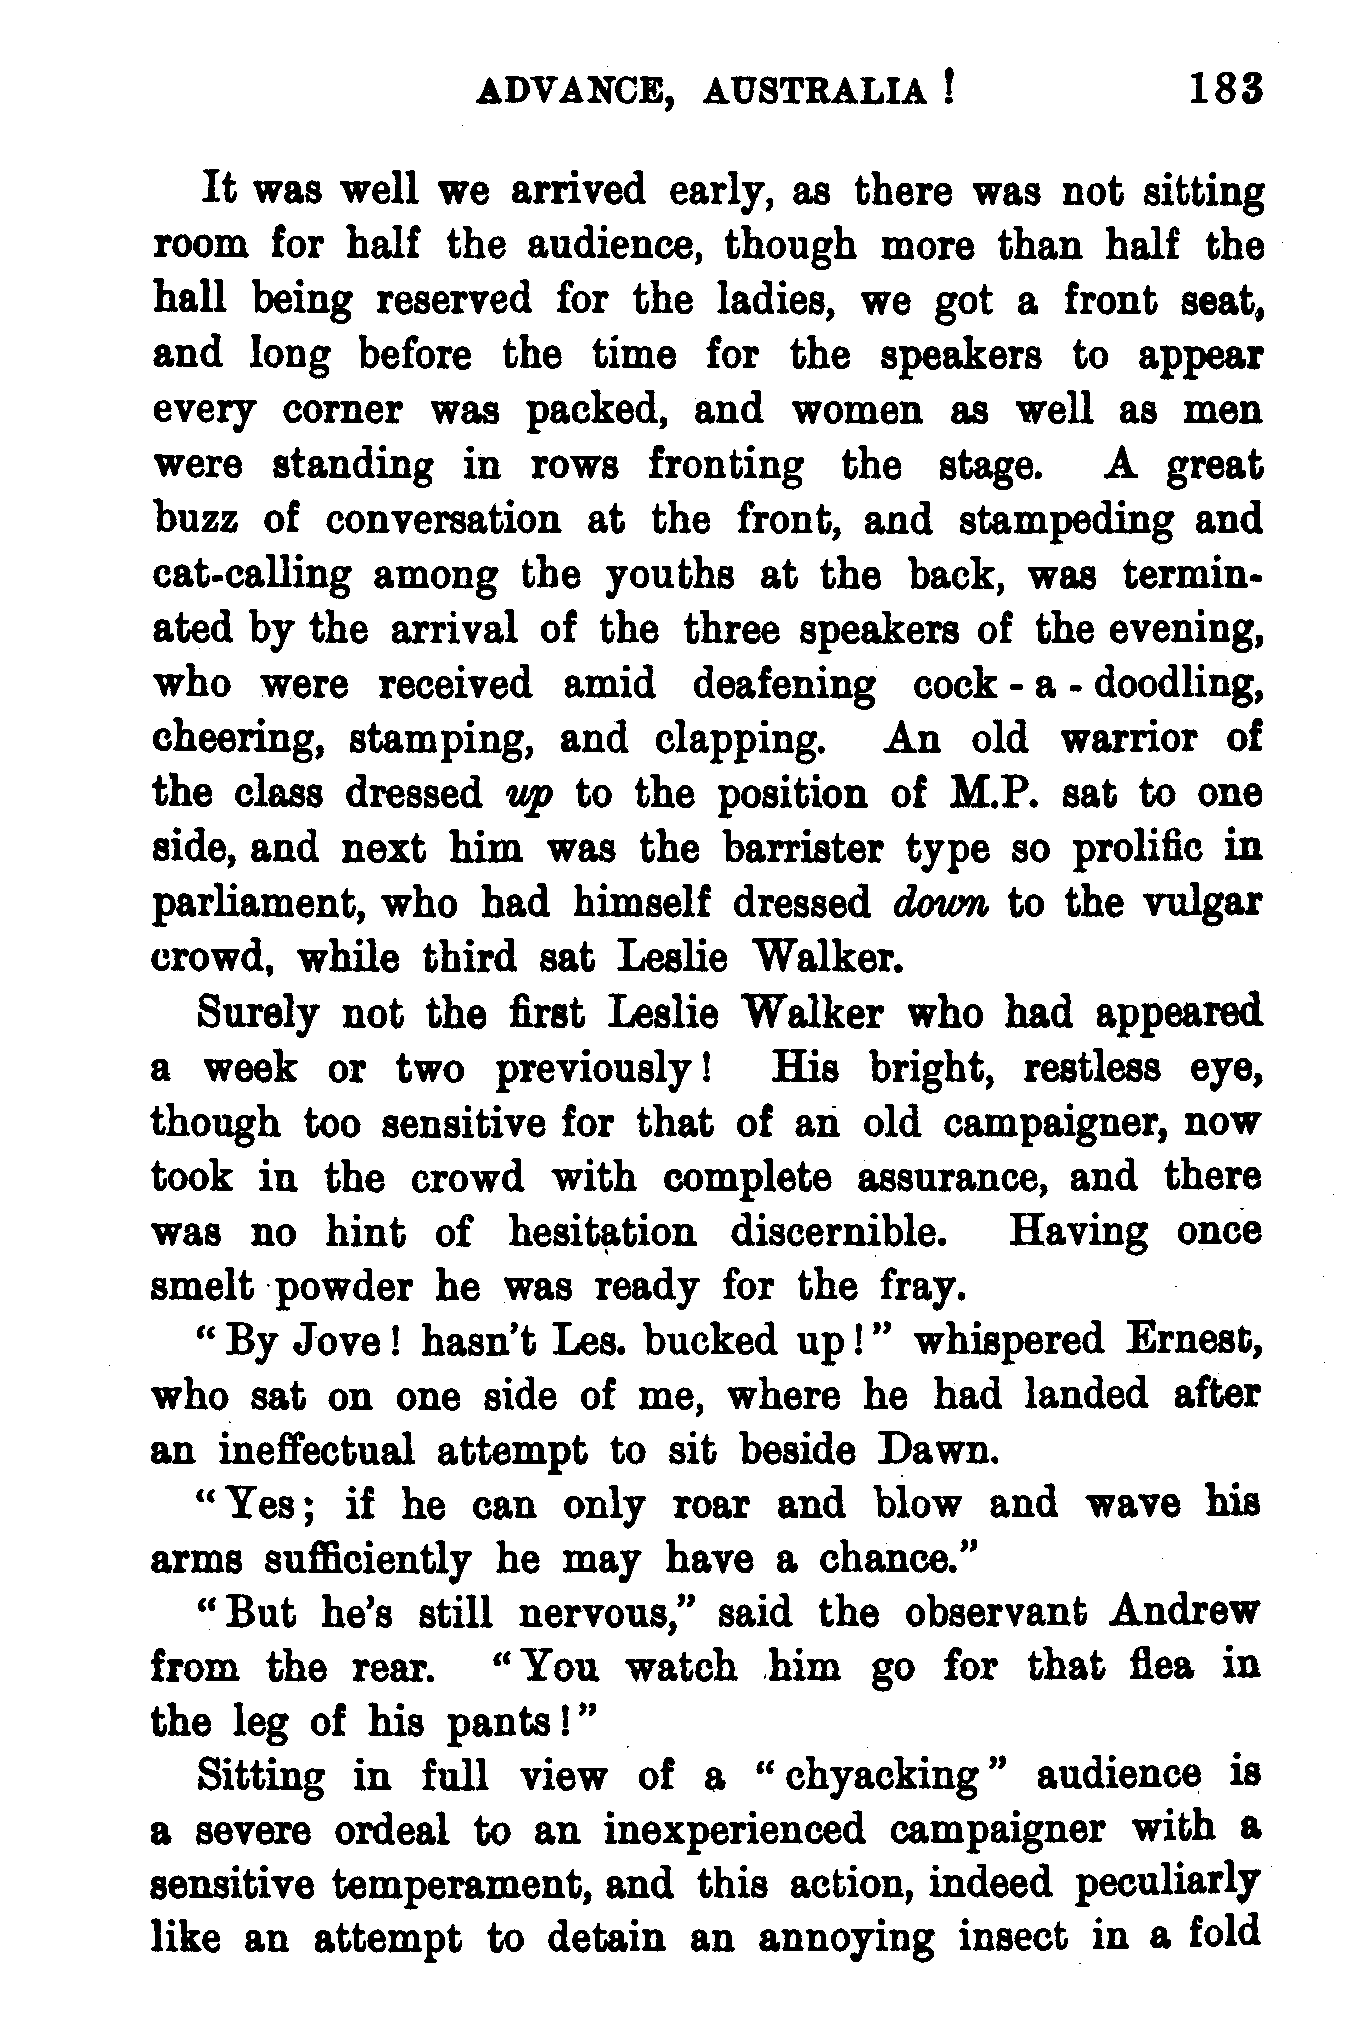 ADVANCE, AUSTRALIA! 183
It was well we arrived early, as there was not sitting
room for half the audience, though more than half the
hall being reserved for the ladies, we got a front seat,
and long before the time for the speakers to appear
every corner was packed, and women as well as men
were standing in rows fronting the stage. A great
buzz of conversation at the front, and stampeding and
cat-calling among the youths at the back, was termin-
ated by the arrival of the three speakers of the evening,
who were received amid deafening cock-a-doodling,
cheering, stamping, and clapping. An old warrior of
the class dressed up to the position of M.P. sat to one
side, and next him was the barrister type so prolific in
parliament, who had himself dressed down to the vulgar
crowd, while third sat Leslie Walker.
Surely not the first Leslie Walker who had appeared
a week or two previously! His bright, restless eye,
though too sensitive for that of an old campaigner, now
took in the crowd with complete assurance, and there
was no hint of hesitation discernible. Having once
smelt powder he was ready for the fray.
"By Jove! hasn't Les. bucked up!" whispered Ernest,
who sat on one side of me, where he had landed after
an ineffectual attempt to sit beside Dawn.
"Yes; if he can only roar and blow and wave his
arms sufficiently he may have a chance."
"But he's still nervous," said the observant Andrew
from the rear. "You watch him go for that flea in
the leg of his pants!"
Sitting in full view of a "chyacking" audience is
a severe ordeal to an inexperienced campaigner with a
sensitive temperament, and this action, indeed peculiarly
like an attempt to detain an annoying insect in a fold